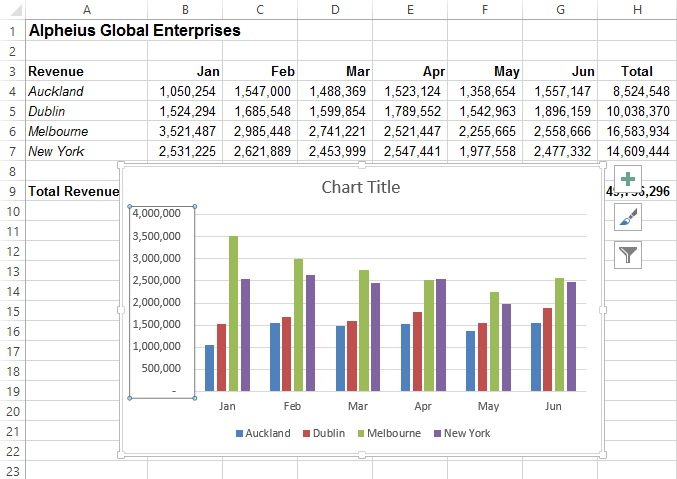 A B C D E F G H
1 Alpheius Global Enterprises
2
3 Revenue Jan Feb Mar Apr May Jun Total
4 Auckland 1,050,254 1,547,000 1,488,369 1,523,124 1,358,654 1,557,147 8,524,548
5 Dublin 1,524,294 1,685,548 1,599,854 1,789,552 1,542,963 1,896,159 10,038,370
6 Melbourne 3,521,487 2,985,448 2,741,221 2,521,447 2,255,665 2,558,666 16,583,934
7 New York 2,531,225 2,621,889 2,453,999 2,547,441 1,977,558 2,477,332 14,609,444
8
9 Total Revenue
10
11
12
13
14
15
16
17
18
19
20
21
22
23
Chart Title
4,000,000
3,500,000
3,000,000
2,500,000
2,000,000
1,500,000
1,000,000
500,000
-
Jan Feb Mar Apr May Jun
Auckland Dublin Melbourne New York